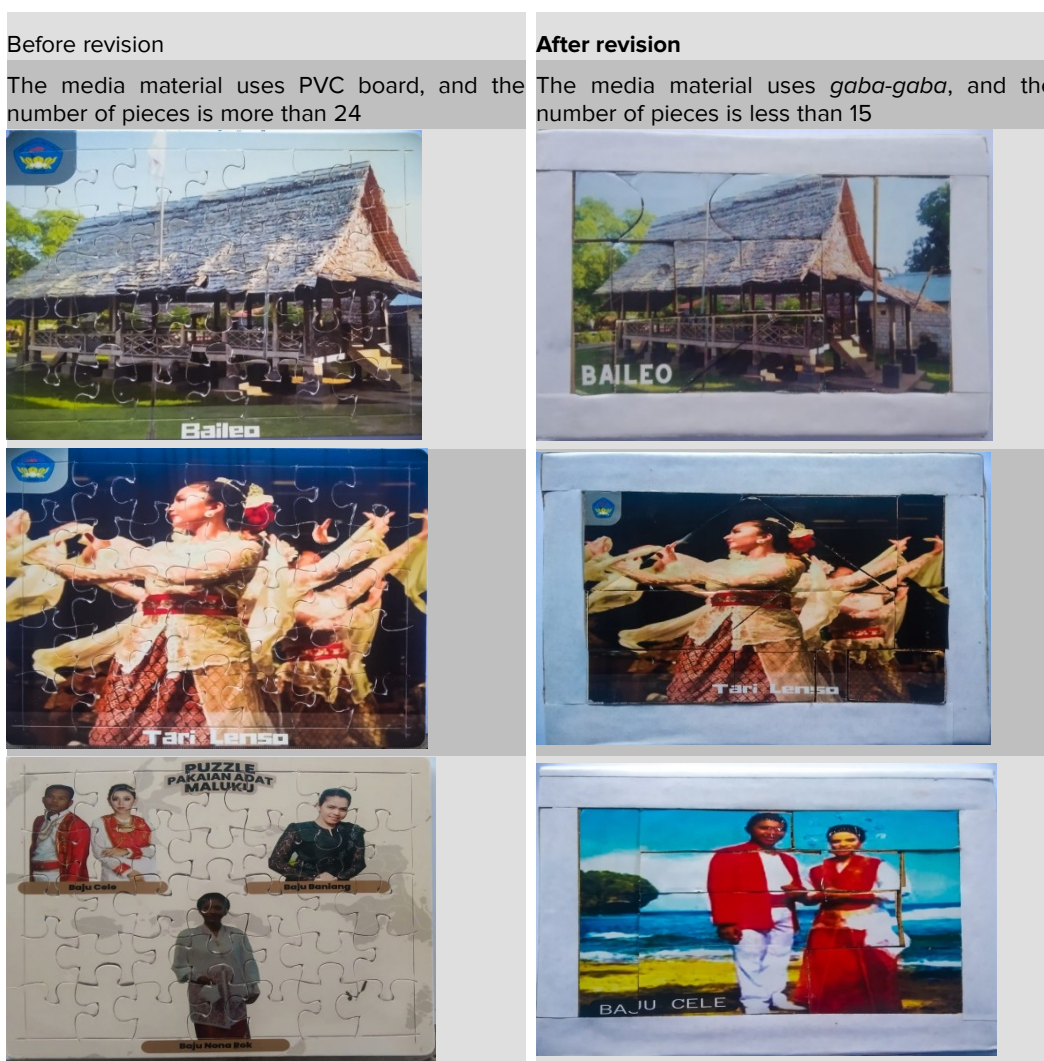 Before revision
After revision
The media material uses PVC board, and the
number of pieces is more than 24
The media material uses gaba-gaba, and the
number of pieces is less than 15
Baileo
BAILEO
Tari Lenso
Tari Lenso
PUZZLE
PAKAIAN ADAT
MALUKU
Baju Cele
Baju Baniang
Baju Nona Rok
BAJU CELE